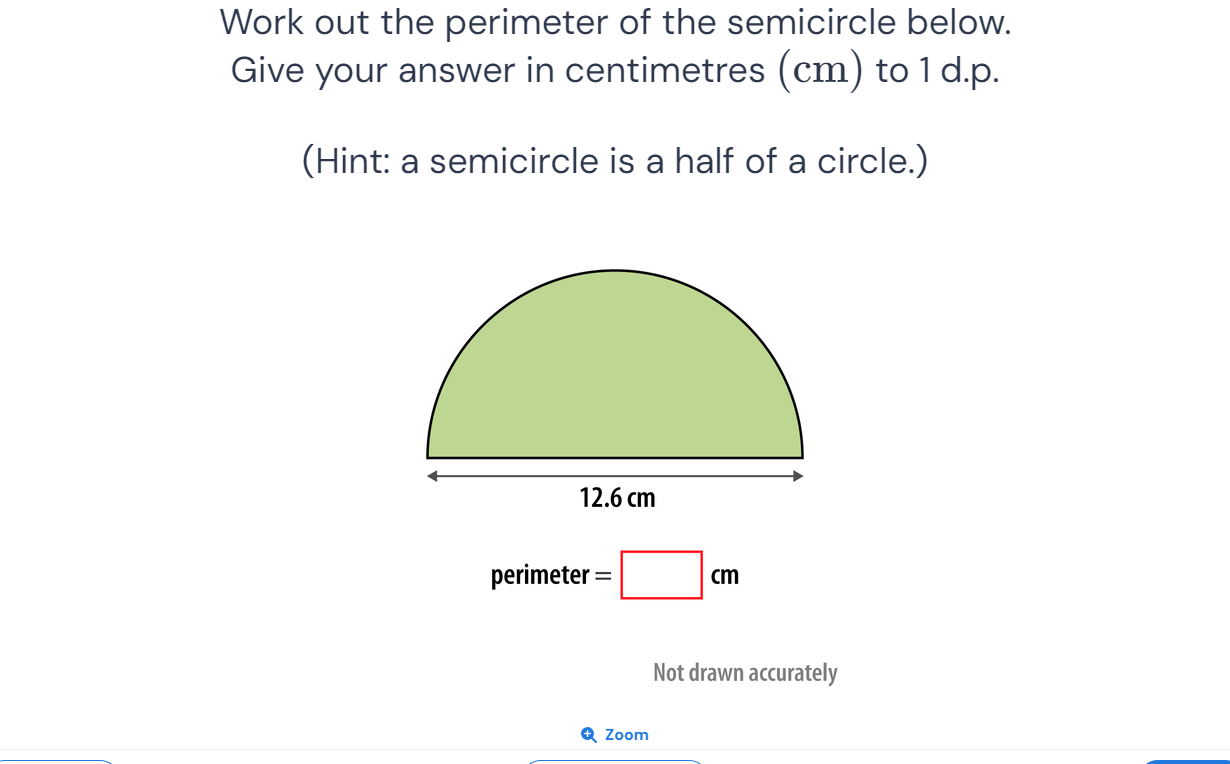 Work out the perimeter of the semicircle below.
Give your answer in centimetres (cm) to 1 d.p.
(Hint: a semicircle is a half of a circle.)
12.6 cm
perimeter = cm
Not drawn accurately
Zoom